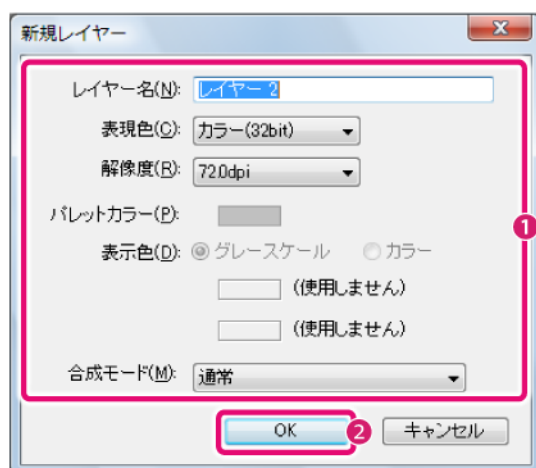 新規レイヤー
レイヤー名(N): レイヤー 2
表現色(C): カラー(32bit)
解像度(R): 72.0dpi
パレットカラー(P):
表示色(D): グレースケール カラー
(使用しません)
(使用しません)
合成モード(M): 通常
1
OK 2 キャンセル